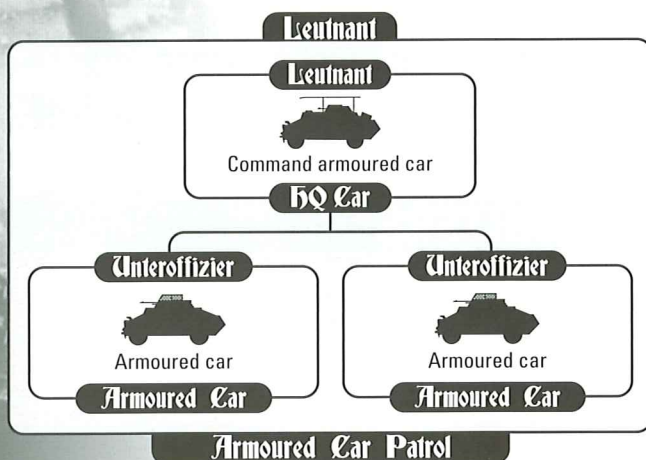 Leutnant
Leutnant
Command armoured car
HQ Car
Unteroffizier Unteroffizier
Armoured car Armoured car
Armoured Car Armoured Car
Armoured Car Patrol